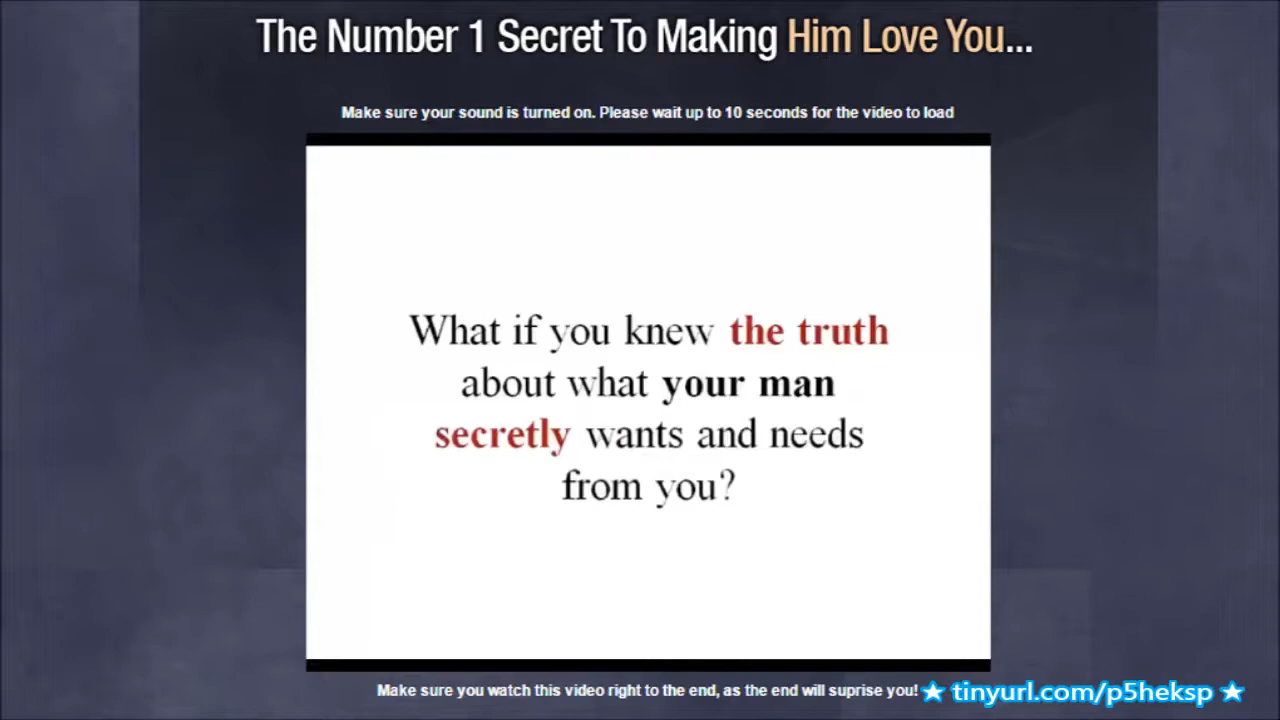 The Number 1 Secret To Making Him Love You...
Make sure your sound is turned on. Please wait up to 10 seconds for the video to load
What if you knew the truth
about what your man
secretly wants and needs
from you?
Make sure you watch this video right to the end, as the end will suprise you! ★ tinyurl.com/p5heksp ★